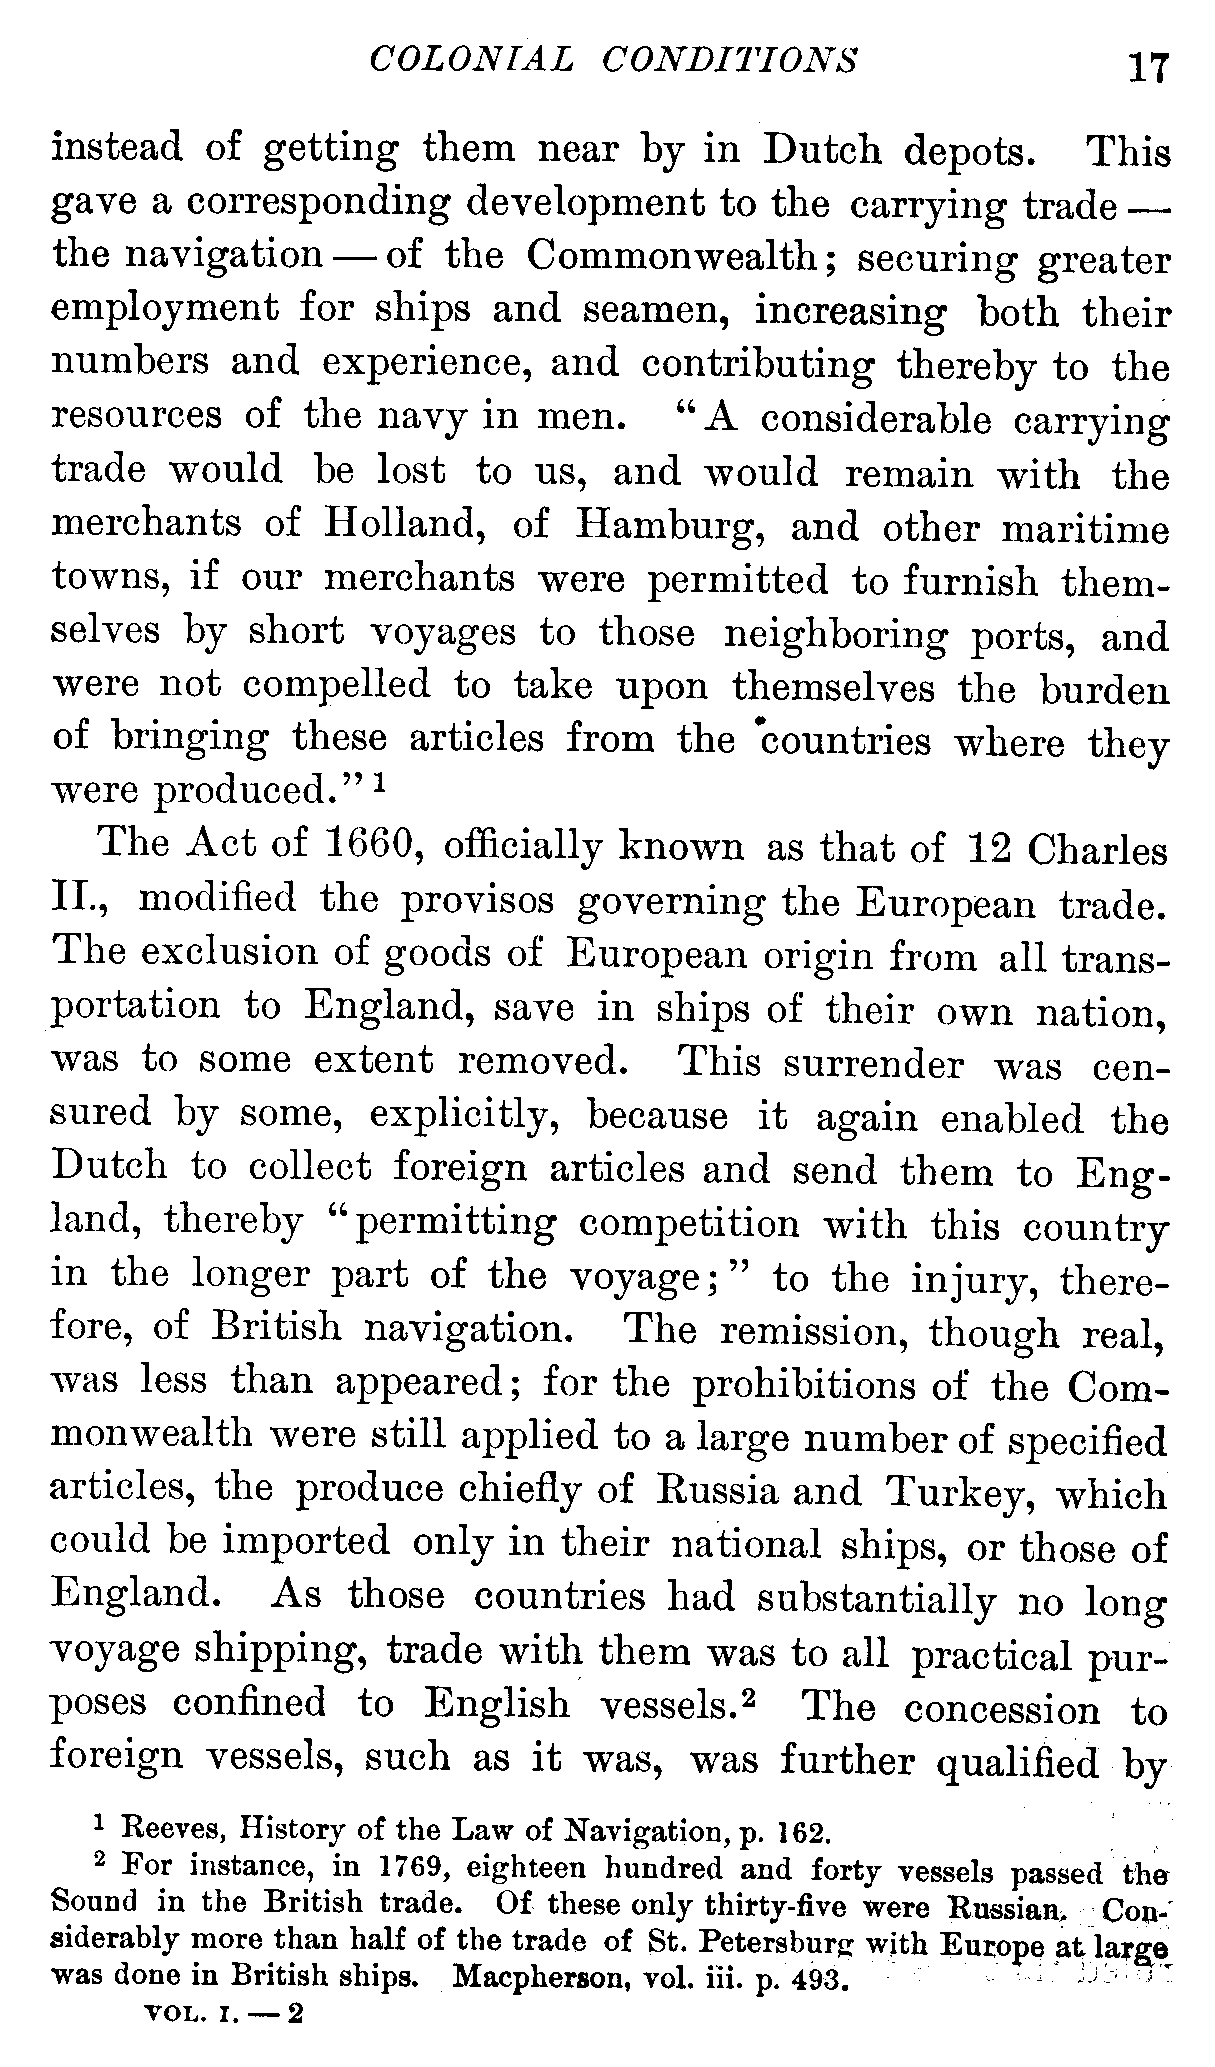 COLONIAL CONDITIONS 17
instead of getting them near by in Dutch depots. This
gave a corresponding development to the carrying trade —
the navigation — of the Commonwealth; securing greater
employment for ships and seamen, increasing both their
numbers and experience, and contributing thereby to the
resources of the navy in men. “A considerable carrying
trade would be lost to us, and would remain with the
merchants of Holland, of Hamburg, and other maritime
towns, if our merchants were permitted to furnish them-
selves by short voyages to those neighboring ports, and
were not compelled to take upon themselves the burden
of bringing these articles from the countries where they
were produced.” ¹
The Act of 1660, officially known as that of 12 Charles
II., modified the provisos governing the European trade.
The exclusion of goods of European origin from all trans-
portation to England, save in ships of their own nation,
was to some extent removed. This surrender was cen-
sured by some, explicitly, because it again enabled the
Dutch to collect foreign articles and send them to Eng-
land, thereby “permitting competition with this country
in the longer part of the voyage;” to the injury, there-
fore, of British navigation. The remission, though real,
was less than appeared; for the prohibitions of the Com-
monwealth were still applied to a large number of specified
articles, the produce chiefly of Russia and Turkey, which
could be imported only in their national ships, or those of
England. As those countries had substantially no long
voyage shipping, trade with them was to all practical pur-
poses confined to English vessels.² The concession to
foreign vessels, such as it was, was further qualified by
¹ Reeves, History of the Law of Navigation, p. 162.
² For instance, in 1769, eighteen hundred and forty vessels passed the
Sound in the British trade. Of these only thirty-five were Russian. Con-
siderably more than half of the trade of St. Petersburg with Europe at large
was done in British ships. Macpherson, vol. iii. p. 493.
VOL. I. — 2